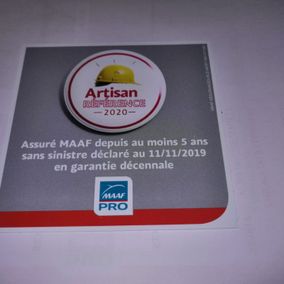 Artisan
RÉFÉRENCE
2020
Assuré MAAF depuis au moins 5 ans
sans sinistre déclaré au 11/11/2019
en garantie décennale
MAAF
PRO